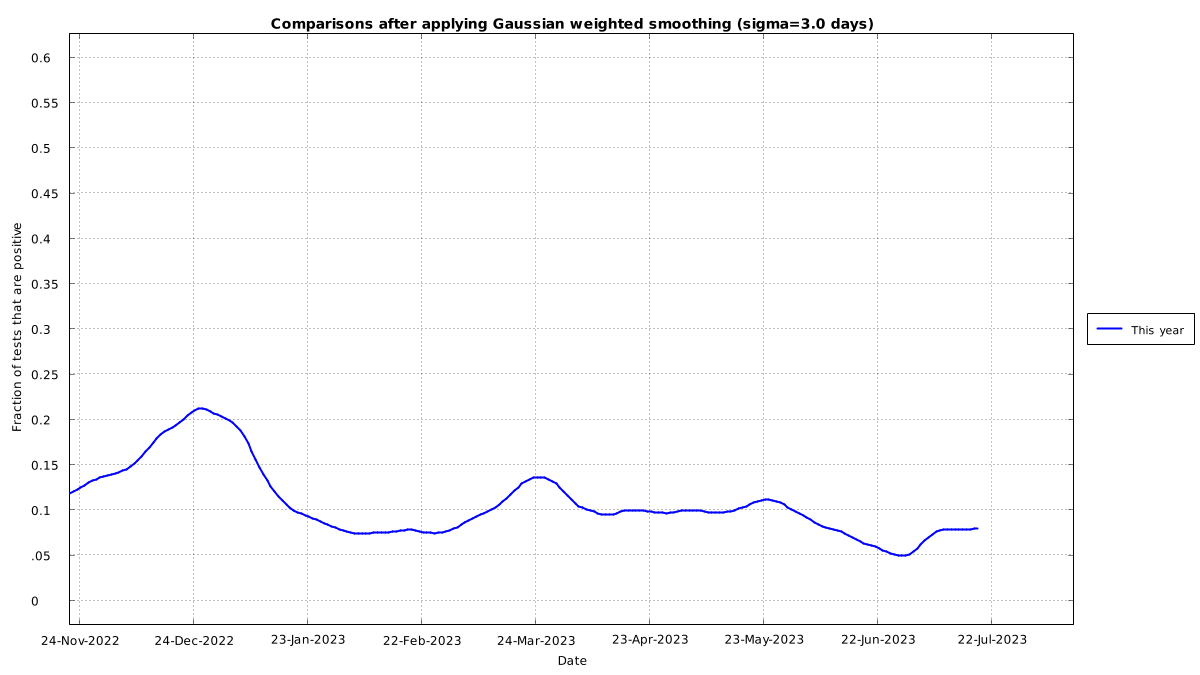 Comparisons after applying Gaussian weighted smoothing (sigma=3.0 days)
0.6
0.55
0.5
0.45
0.4
0.35
0.3
0.25
0.2
0.15
0.1
.05
0
Fraction of tests that are positive
24-Nov-2022 24-Dec-2022 23-Jan-2023 22-Feb-2023 24-Mar-2023 23-Apr-2023 23-May-2023 22-Jun-2023 22-Jul-2023
Date
This year